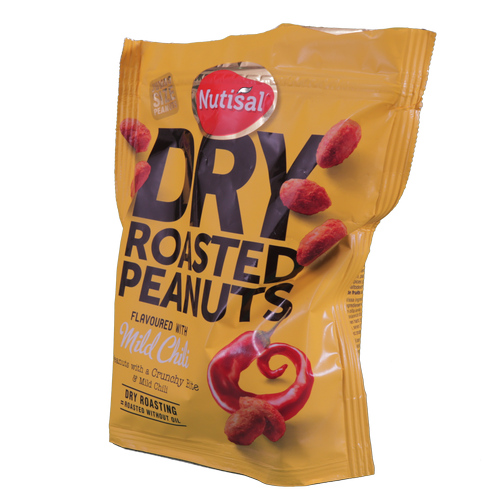 Nutisal
DRY
ROASTED
PEANUTS
FLAVOURED WITH
Mild Chili
Peanuts with a Crunchy Bite
& Mild Chili
DRY ROASTING
= ROASTED WITHOUT OIL